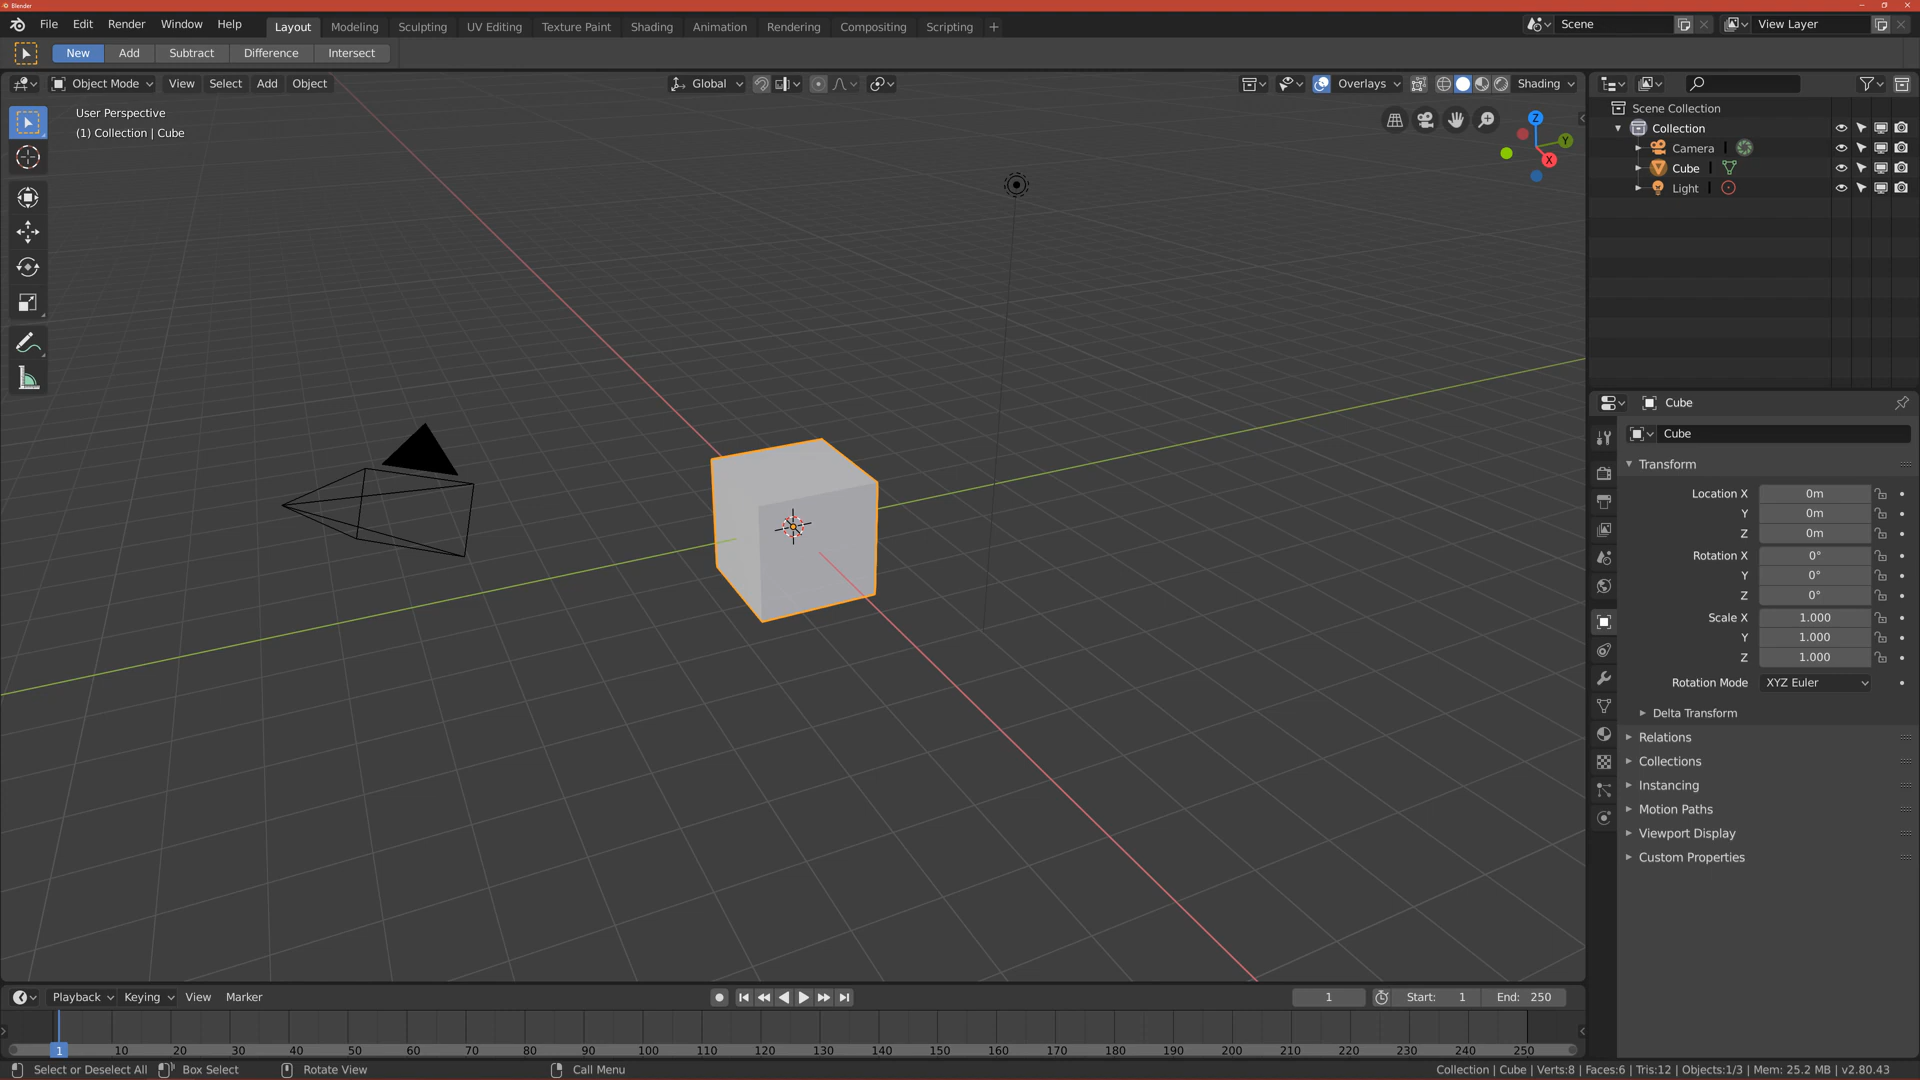 Blender
File Edit Render Window Help Layout Modeling Sculpting UV Editing Texture Paint Shading Animation Rendering Compositing Scripting + Scene View Layer
New Add Subtract Difference Intersect
Object Mode View Select Add Object Global Overlays Shading
User Perspective
(1) Collection | Cube
Z
Y
X
Scene Collection
Collection
Camera
Cube
Light
Cube
Cube
Transform
Location X 0m
Y 0m
Z 0m
Rotation X 0°
Y 0°
Z 0°
Scale X 1.000
Y 1.000
Z 1.000
Rotation Mode XYZ Euler
Delta Transform
Relations
Collections
Instancing
Motion Paths
Viewport Display
Custom Properties
Playback Keying View Marker 1 Start: 1 End: 250
1 10 20 30 40 50 60 70 80 90 100 110 120 130 140 150 160 170 180 190 200 210 220 230 240 250
Select or Deselect All Box Select Rotate View Call Menu Collection | Cube | Verts:8 | Faces:6 | Tris:12 | Objects:1/3 | Mem: 25.2 MB | v2.80.43